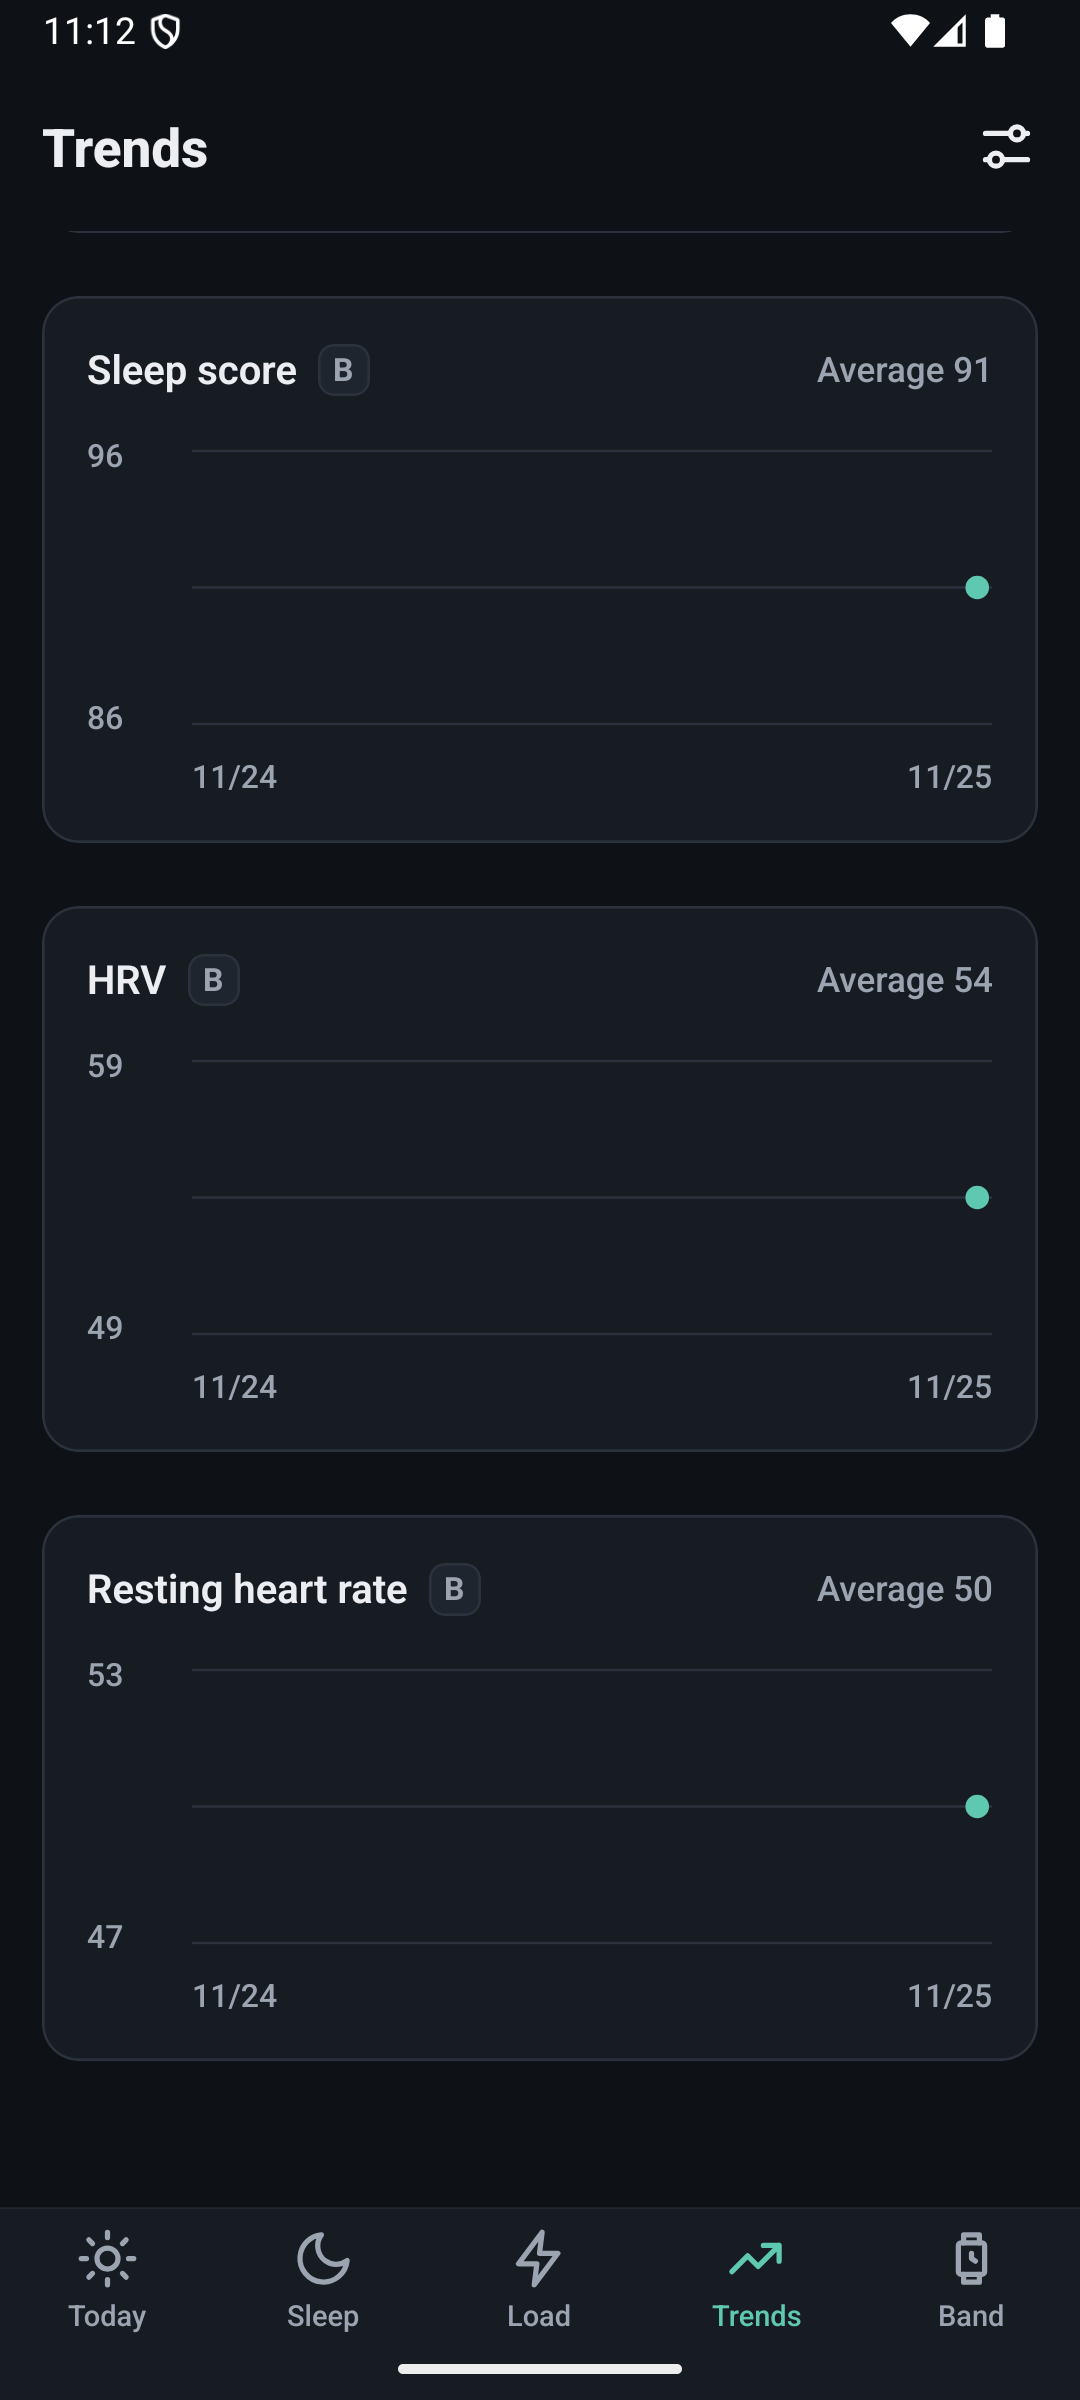 11:12
Trends
Sleep score B Average 91
96
86
11/24 11/25
HRV B Average 54
59
49
11/24 11/25
Resting heart rate B Average 50
53
47
11/24 11/25
Today Sleep Load Trends Band